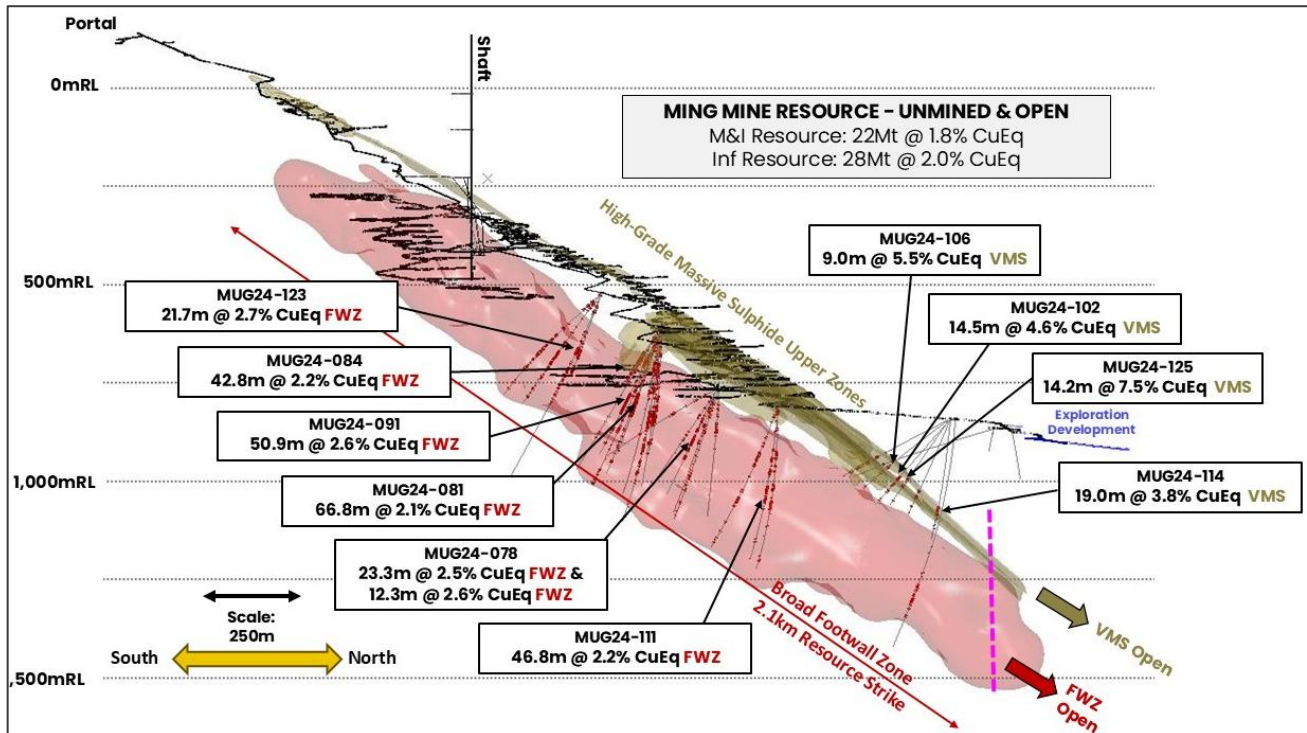 Portal
Shaft
0mRL
MING MINE RESOURCE - UNMINED & OPEN
M&I Resource: 22Mt @ 1.8% CuEq
Inf Resource: 28Mt @ 2.0% CuEq
High-Grade Massive Sulphide Upper Zones
MUG24-106
9.0m @ 5.5% CuEq VMS
500mRL
MUG24-123
21.7m @ 2.7% CuEq FWZ
MUG24-102
14.5m @ 4.6% CuEq VMS
MUG24-084
42.8m @ 2.2% CuEq FWZ
MUG24-125
14.2m @ 7.5% CuEq VMS
MUG24-091
50.9m @ 2.6% CuEq FWZ
Exploration
Development
1,000mRL
MUG24-081
66.8m @ 2.1% CuEq FWZ
MUG24-114
19.0m @ 3.8% CuEq VMS
MUG24-078
23.3m @ 2.5% CuEq FWZ &
12.3m @ 2.6% CuEq FWZ
Scale:
250m
South
North
MUG24-111
46.8m @ 2.2% CuEq FWZ
Broad Footwall Zone
2.1km Resource Strike
VMS Open
,500mRL
FWZ
Open